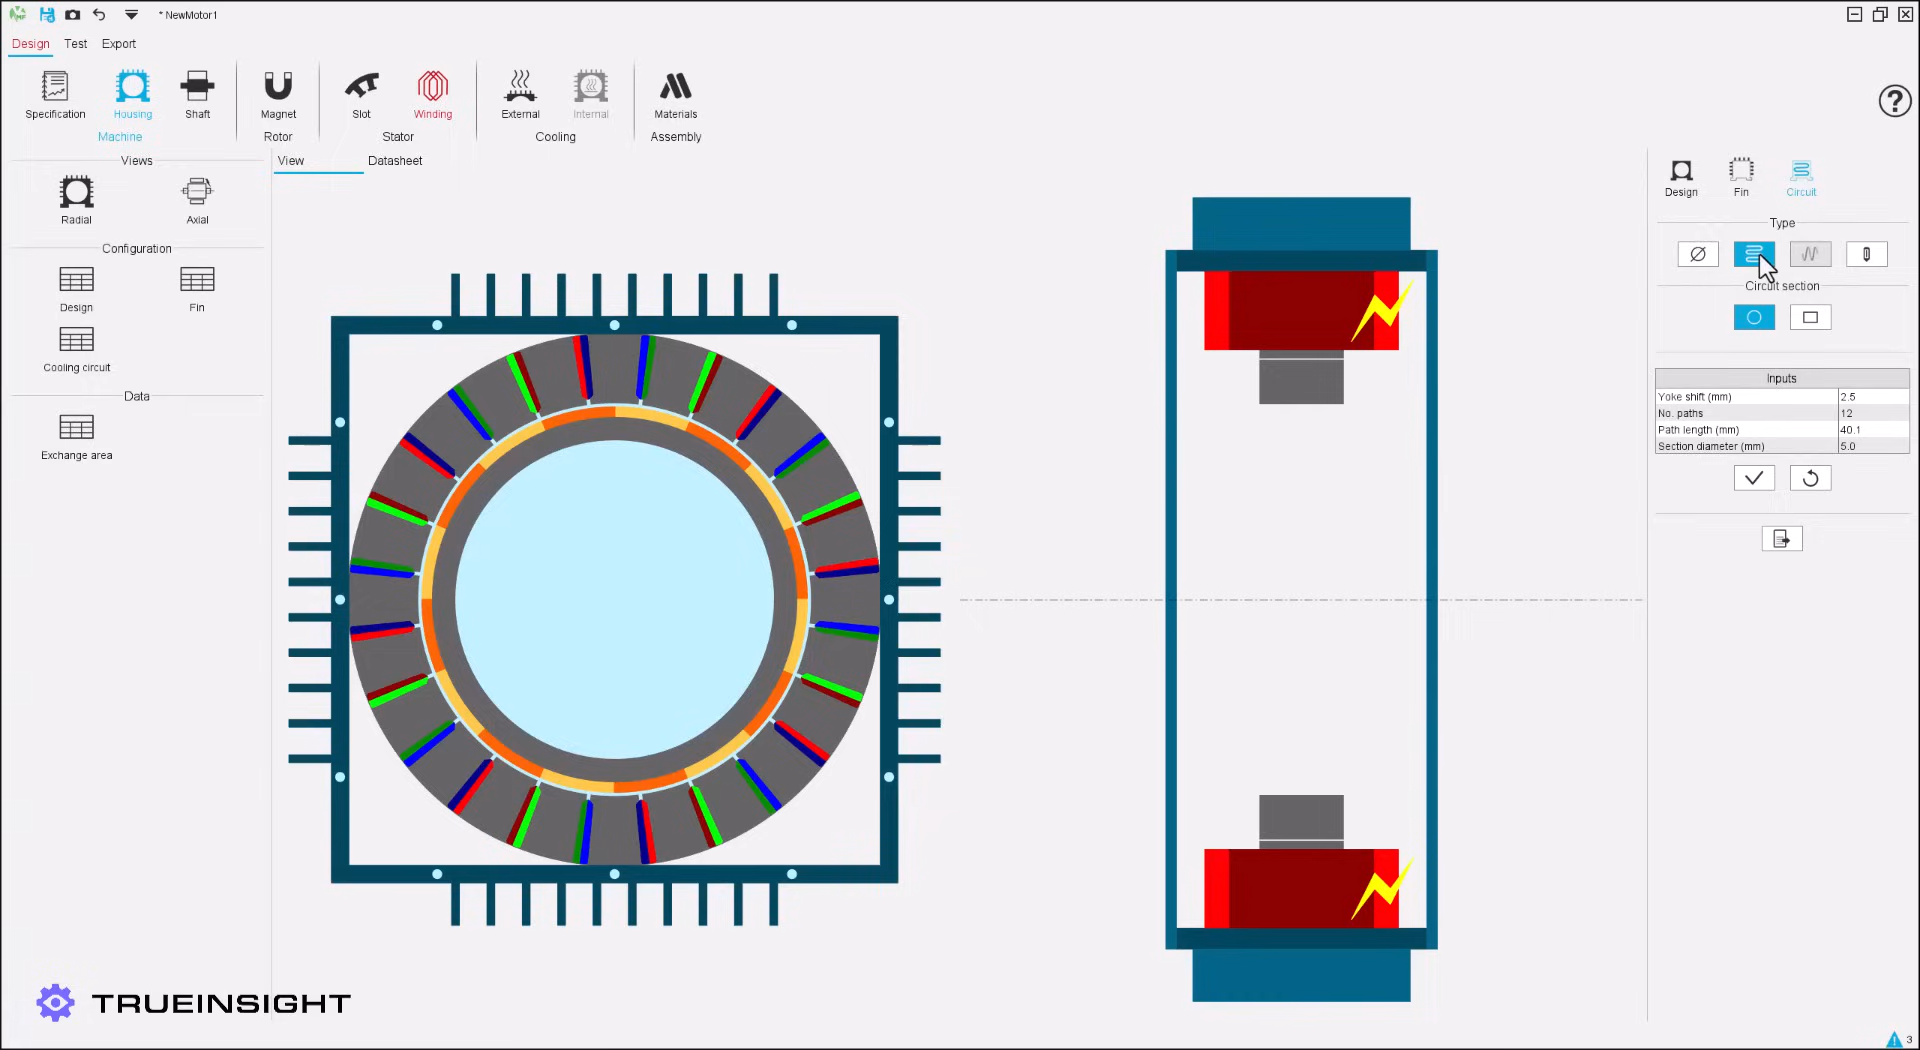 * NewMotor1
Design Test Export
Specification Housing Shaft Magnet Slot Winding External Internal Materials
Machine Rotor Stator Cooling Assembly
Views
Radial Axial
Configuration
Design Fin
Cooling circuit
Data
Exchange area
View Datasheet
Design Fin Circuit
Type
Circuit section
Inputs
Yoke shift (mm) 2.5
No. paths 12
Path length (mm) 40.1
Section diameter (mm) 5.0
TRUEINSIGHT
3